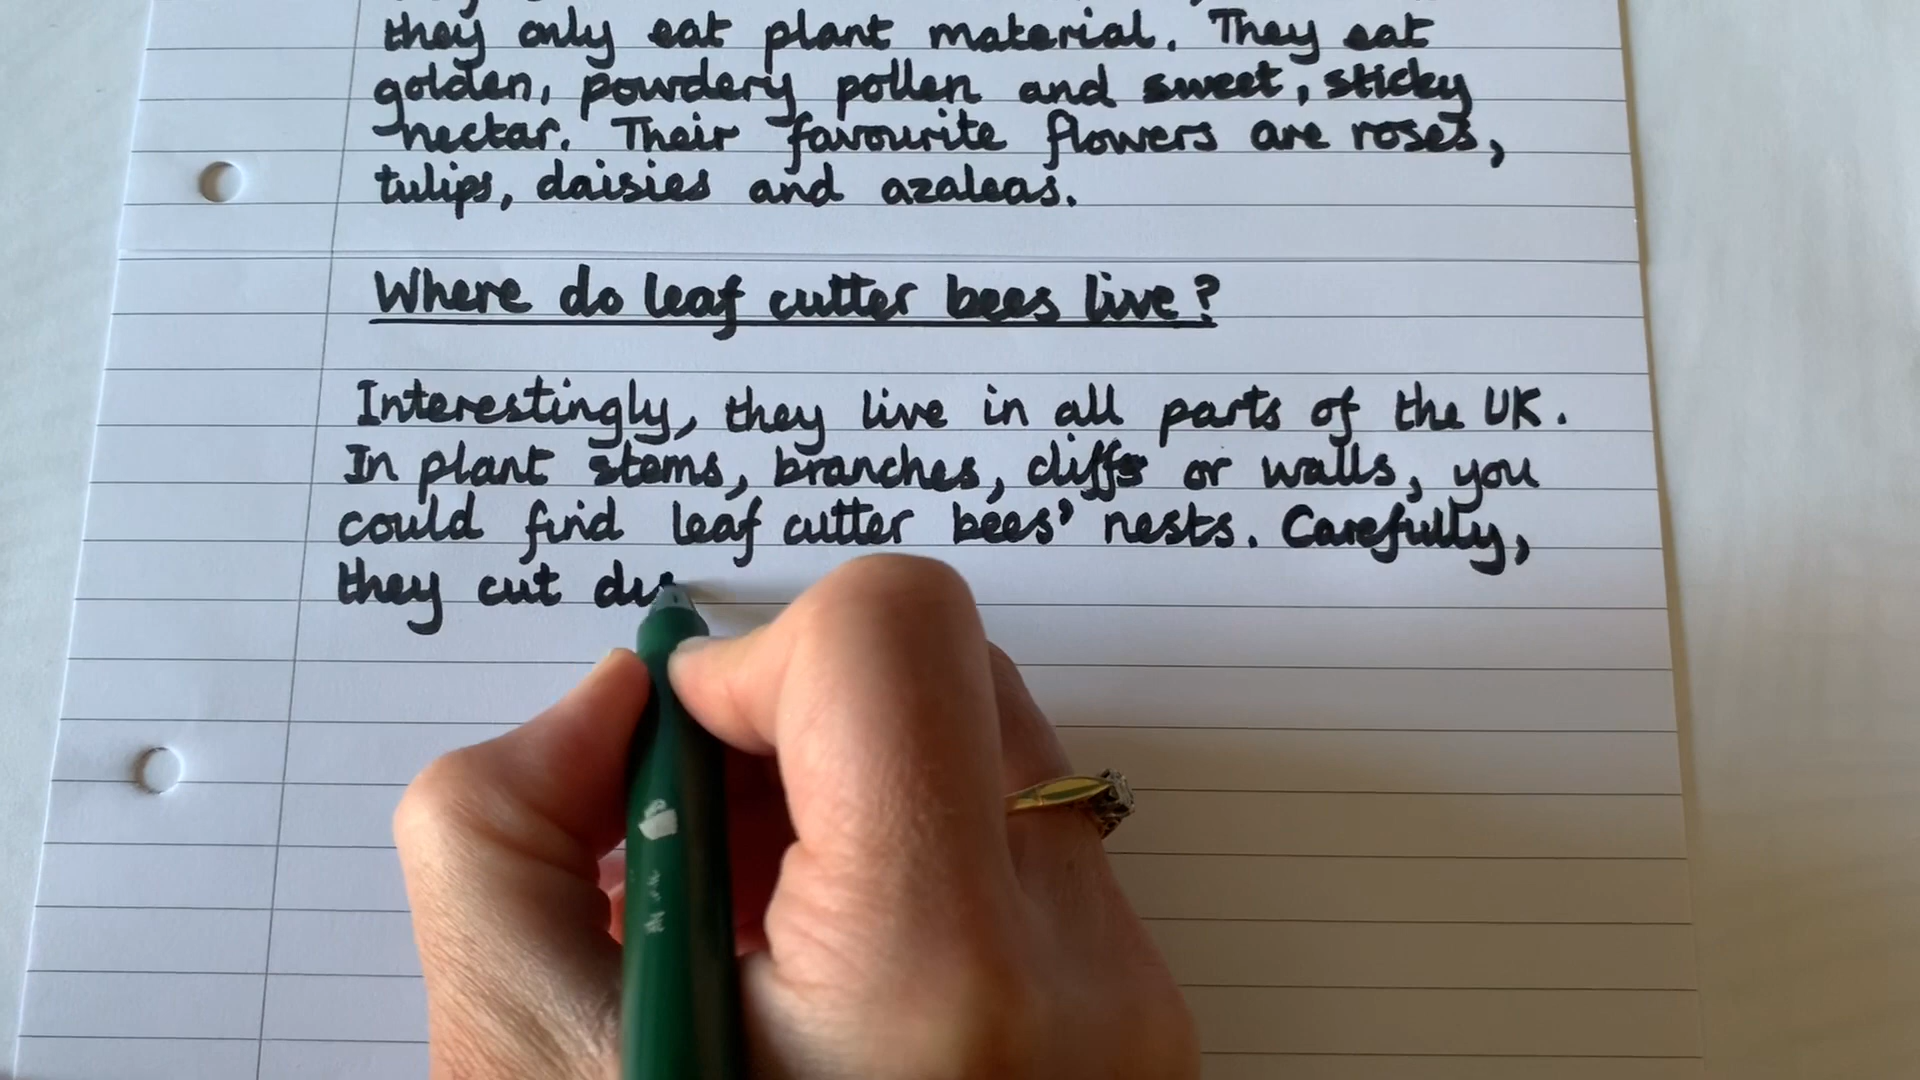 they only eat plant material. They eat
golden, powdery pollen and sweet, sticky
nectar. Their favourite flowers are roses,
tulips, daisies and azaleas.
Where do leaf cutter bees live?
Interestingly, they live in all parts of the UK.
In plant stems, branches, cliffs or walls, you
could find leaf cutter bees' nests. Carefully,
they cut